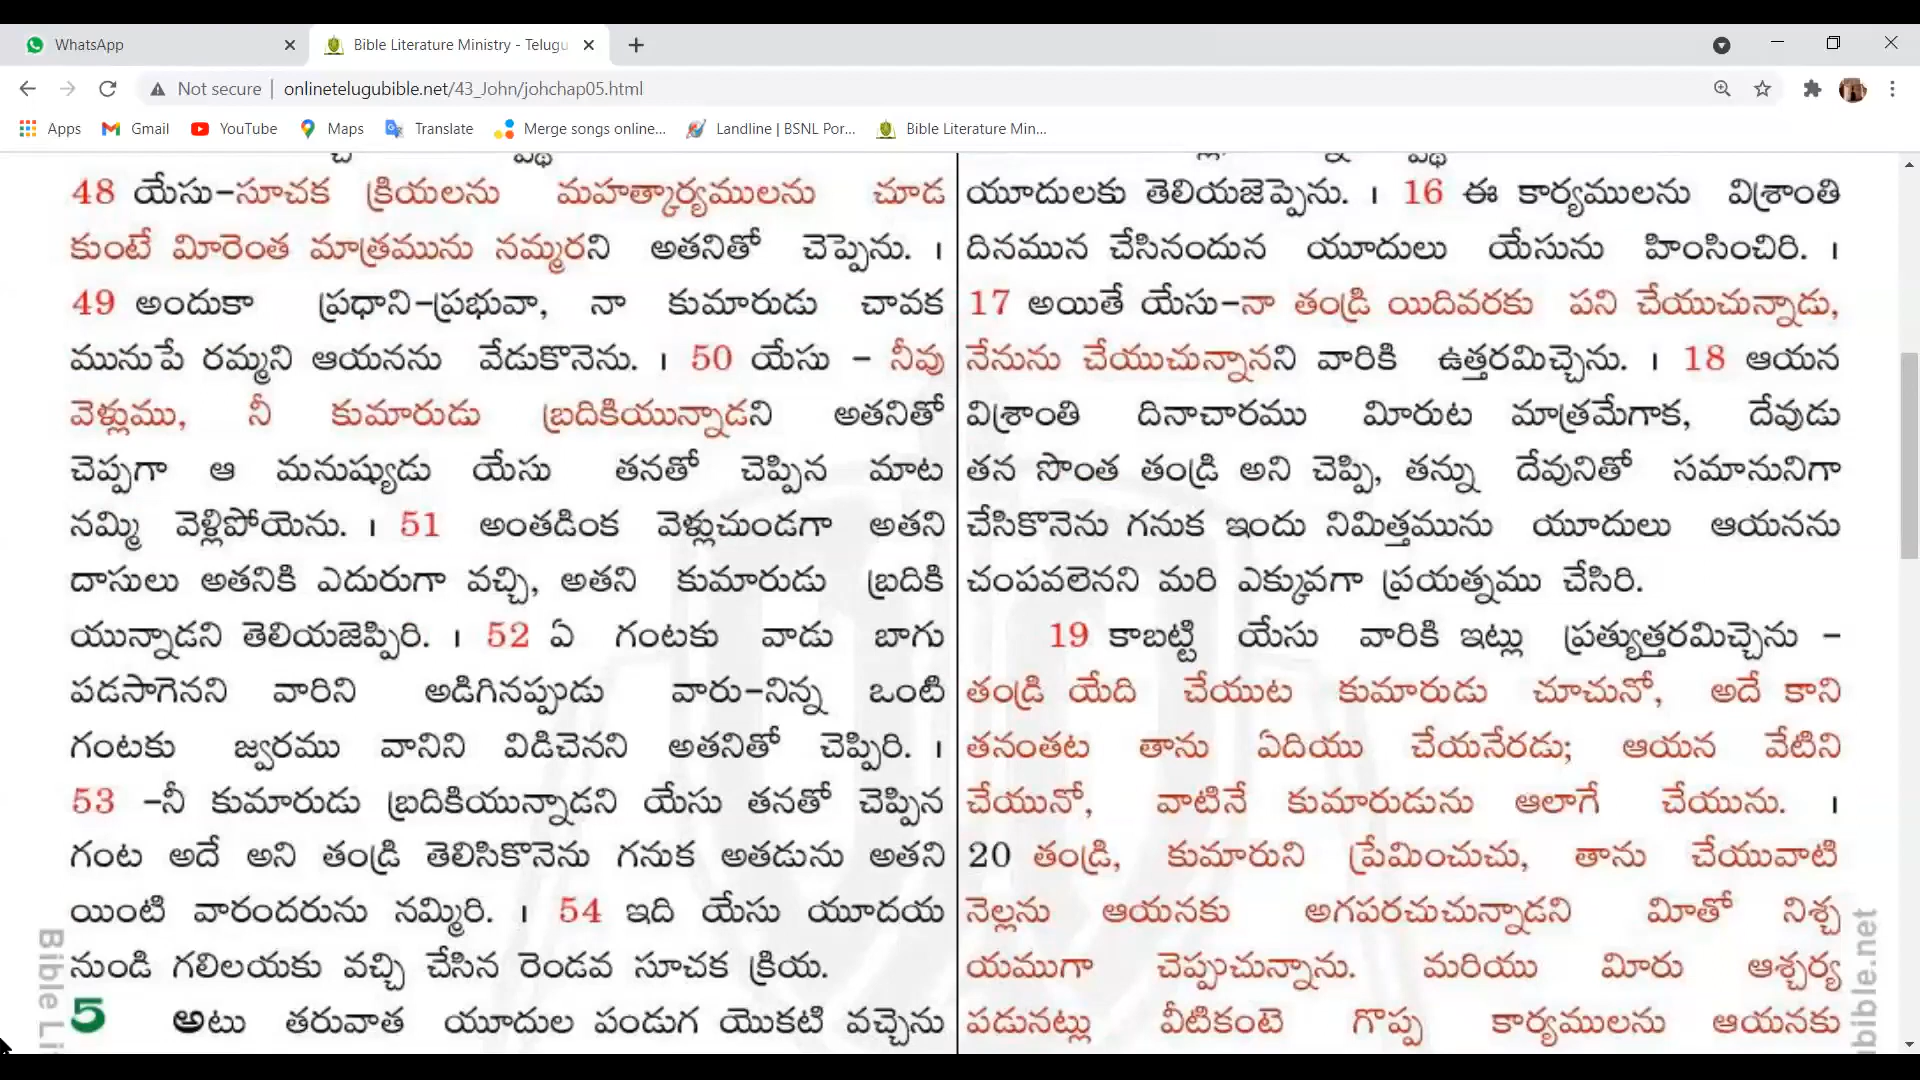 WhatsApp
Bible Literature Ministry - Telugu
Not secure
onlinetelugubible.net/43_John/johchap05.html
Apps
Gmail
YouTube
Maps
Translate
Merge songs online...
Landline | BSNL Por...
Bible Literature Min...
48 యేసు-సూచక క్రియలను మహత్కార్యములను చూడ
కుంటే మీరెంత మాత్రమును నమ్మరని అతనితో చెప్పెను. ।
49 అందుకా ప్రధాని-ప్రభువా, నా కుమారుడు చావక
మునుపే రమ్మని ఆయనను వేడుకొనెను. । 50 యేసు - నీవు
వెళ్లుము, నీ కుమారుడు బ్రదికియున్నాడని అతనితో
చెప్పగా ఆ మనుష్యుడు యేసు తనతో చెప్పిన మాట
నమ్మి వెళ్లిపోయెను. । 51 అంతడింక వెళ్లుచుండగా అతని
దాసులు అతనికి ఎదురుగా వచ్చి, అతని కుమారుడు బ్రదికి
యున్నాడని తెలియజెప్పిరి. । 52 ఏ గంటకు వాడు బాగు
పడసాగెనని వారిని అడిగినప్పుడు వారు-నిన్న ఒంటి
గంటకు జ్వరము వానిని విడిచెనని అతనితో చెప్పిరి. ।
53 -నీ కుమారుడు బ్రదికియున్నాడని యేసు తనతో చెప్పిన
గంట అదే అని తండ్రి తెలిసికొనెను గనుక అతడును అతని
యింటి వారందరును నమ్మిరి. । 54 ఇది యేసు యూదయ
నుండి గలిలయకు వచ్చి చేసిన రెండవ సూచక క్రియ.
5 అటు తరువాత యూదుల పండుగ యొకటి వచ్చెను
యూదులకు తెలియజెప్పెను. । 16 ఈ కార్యములను విశ్రాంతి
దినమున చేసినందున యూదులు యేసును హింసించిరి. ।
17 అయితే యేసు-నా తండ్రి యిదివరకు పని చేయుచున్నాడు,
నేనును చేయుచున్నానని వారికి ఉత్తరమిచ్చెను. । 18 ఆయన
విశ్రాంతి దినాచారము మీరుట మాత్రమేగాక, దేవుడు
తన సొంత తండ్రి అని చెప్పి, తన్ను దేవునితో సమానునిగా
చేసికొనెను గనుక ఇందు నిమిత్తమును యూదులు ఆయనను
చంపవలెనని మరి ఎక్కువగా ప్రయత్నము చేసిరి.
19 కాబట్టి యేసు వారికి ఇట్లు ప్రత్యుత్తరమిచ్చెను -
తండ్రి యేది చేయుట కుమారుడు చూచునో, అదే కాని
తనంతట తాను ఏదియు చేయనేరడు; ఆయన వేటిని
చేయునో, వాటినే కుమారుడును ఆలాగే చేయును. ।
20 తండ్రి, కుమారుని ప్రేమించుచు, తాను చేయువాటి
నెల్లను ఆయనకు అగపరచుచున్నాడని మీతో నిశ్చ
యముగా చెప్పుచున్నాను. మరియు మీరు ఆశ్చర్య
పడునట్లు వీటికంటె గొప్ప కార్యములను ఆయనకు
Bible Li
bible.net